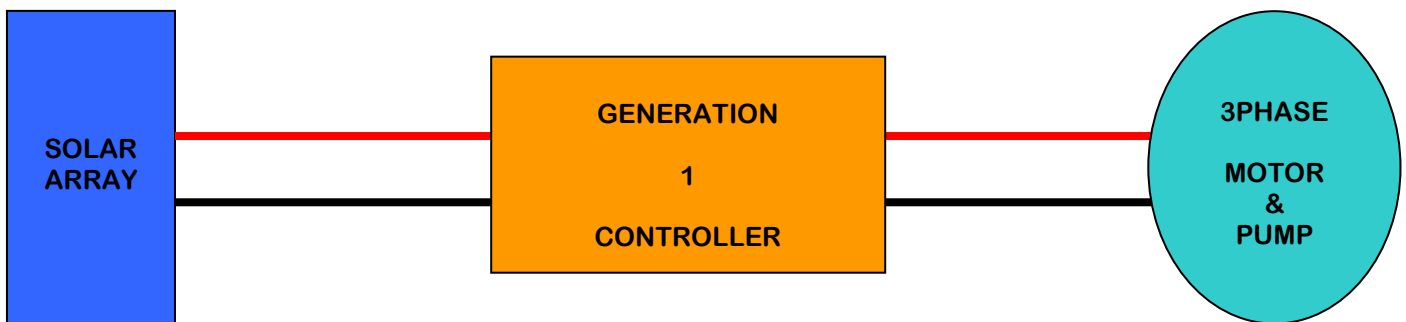 SOLAR
ARRAY
GENERATION
1
CONTROLLER
3PHASE
MOTOR
&
PUMP